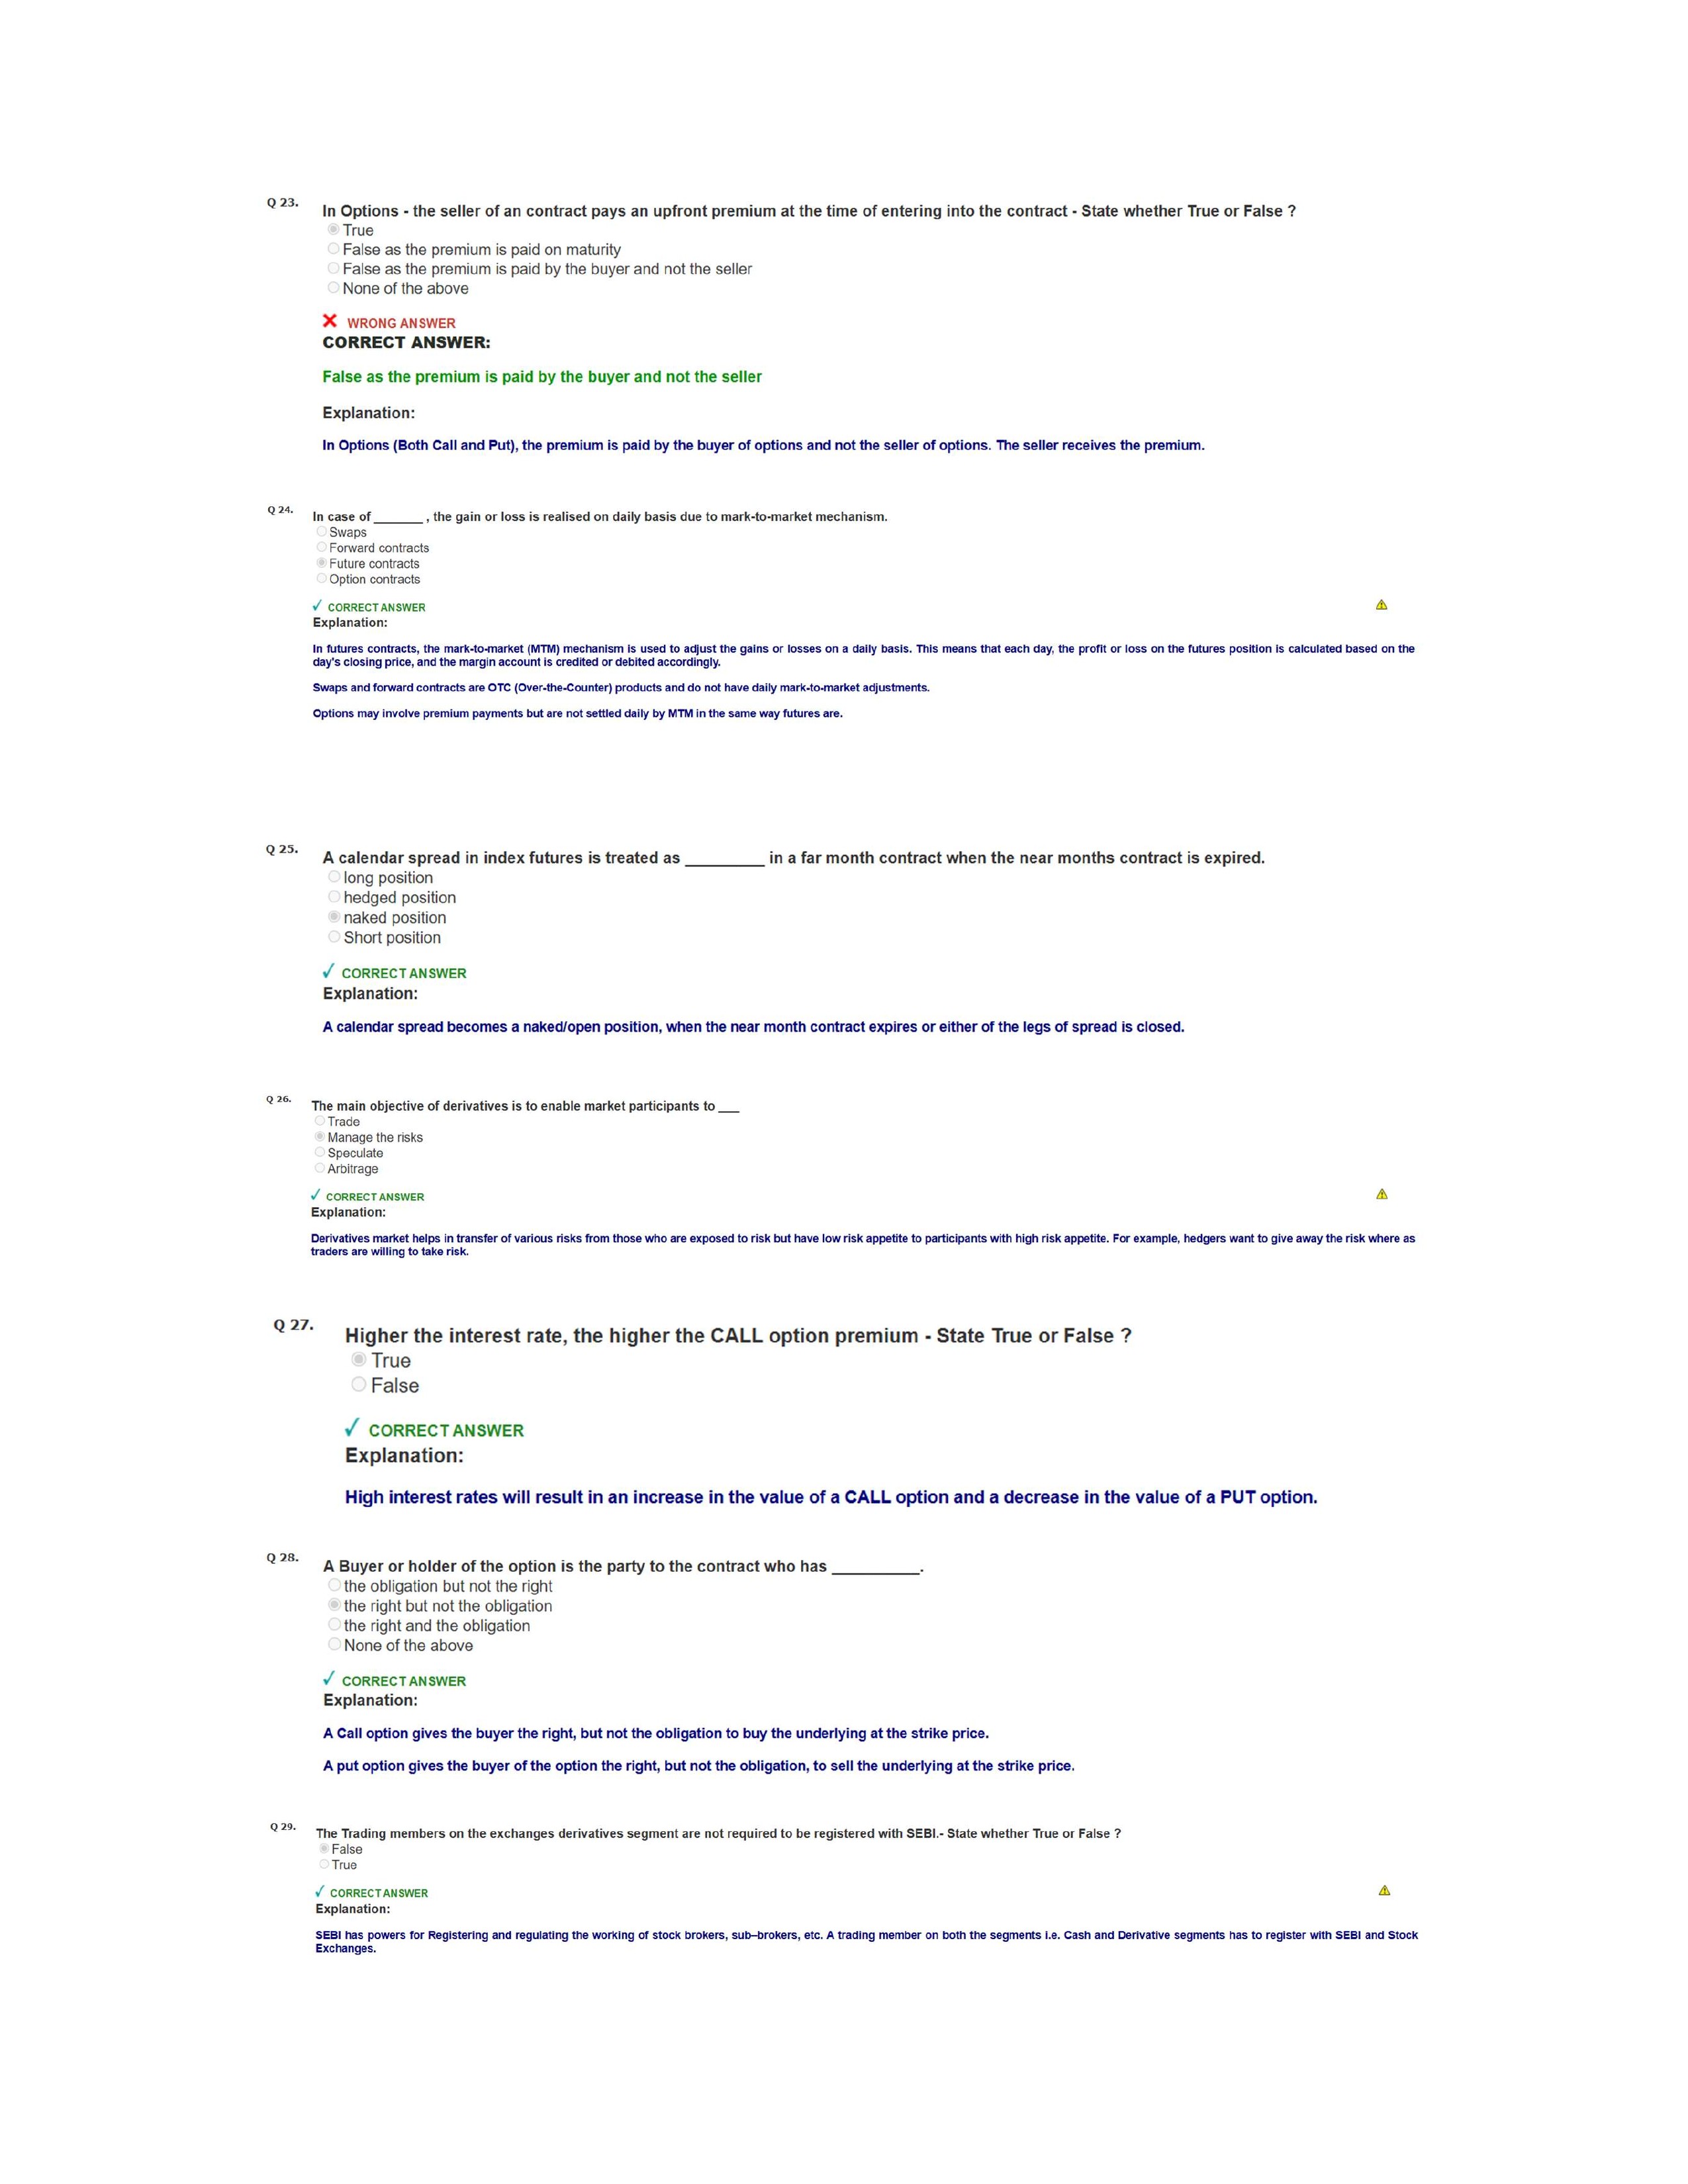 Q 23.
In Options - the seller of an contract pays an upfront premium at the time of entering into the contract - State whether True or False ?
True
False as the premium is paid on maturity
False as the premium is paid by the buyer and not the seller
None of the above
WRONG ANSWER
CORRECT ANSWER:
False as the premium is paid by the buyer and not the seller
Explanation:
In Options (Both Call and Put), the premium is paid by the buyer of options and not the seller of options. The seller receives the premium.
Q 24.
In case of _______ , the gain or loss is realised on daily basis due to mark-to-market mechanism.
Swaps
Forward contracts
Future contracts
Option contracts
CORRECT ANSWER
Explanation:
In futures contracts, the mark-to-market (MTM) mechanism is used to adjust the gains or losses on a daily basis. This means that each day, the profit or loss on the futures position is calculated based on the
day's closing price, and the margin account is credited or debited accordingly.
Swaps and forward contracts are OTC (Over-the-Counter) products and do not have daily mark-to-market adjustments.
Options may involve premium payments but are not settled daily by MTM in the same way futures are.
Q 25.
A calendar spread in index futures is treated as _________ in a far month contract when the near months contract is expired.
long position
hedged position
naked position
Short position
CORRECT ANSWER
Explanation:
A calendar spread becomes a naked/open position, when the near month contract expires or either of the legs of spread is closed.
Q 26.
The main objective of derivatives is to enable market participants to ___
Trade
Manage the risks
Speculate
Arbitrage
CORRECT ANSWER
Explanation:
Derivatives market helps in transfer of various risks from those who are exposed to risk but have low risk appetite to participants with high risk appetite. For example, hedgers want to give away the risk where as
traders are willing to take risk.
Q 27.
Higher the interest rate, the higher the CALL option premium - State True or False ?
True
False
CORRECT ANSWER
Explanation:
High interest rates will result in an increase in the value of a CALL option and a decrease in the value of a PUT option.
Q 28.
A Buyer or holder of the option is the party to the contract who has __________.
the obligation but not the right
the right but not the obligation
the right and the obligation
None of the above
CORRECT ANSWER
Explanation:
A Call option gives the buyer the right, but not the obligation to buy the underlying at the strike price.
A put option gives the buyer of the option the right, but not the obligation, to sell the underlying at the strike price.
Q 29.
The Trading members on the exchanges derivatives segment are not required to be registered with SEBI.- State whether True or False ?
False
True
CORRECT ANSWER
Explanation:
SEBI has powers for Registering and regulating the working of stock brokers, sub–brokers, etc. A trading member on both the segments i.e. Cash and Derivative segments has to register with SEBI and Stock
Exchanges.